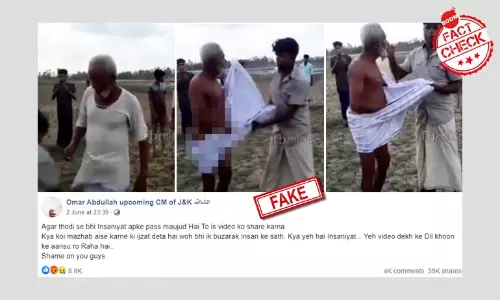 BOOM
FACT
CHECK
FAKE
Omar Abdullah upcoming CM of J&K
2 June at 23:39
Agar thodi se bhi Insaniyat apke pass maujud Hai To is video ko share karna
Kya koi mazhab aise karne ki ijzat deta hai woh bhi ik buzarak insan ke sath. Kya yeh hai Insaniyat .. Yeh video dekh ke Dil khoon
ke aansu ro Raha hai..
Shame on you guys.
8.8K 4K comments 39K shares